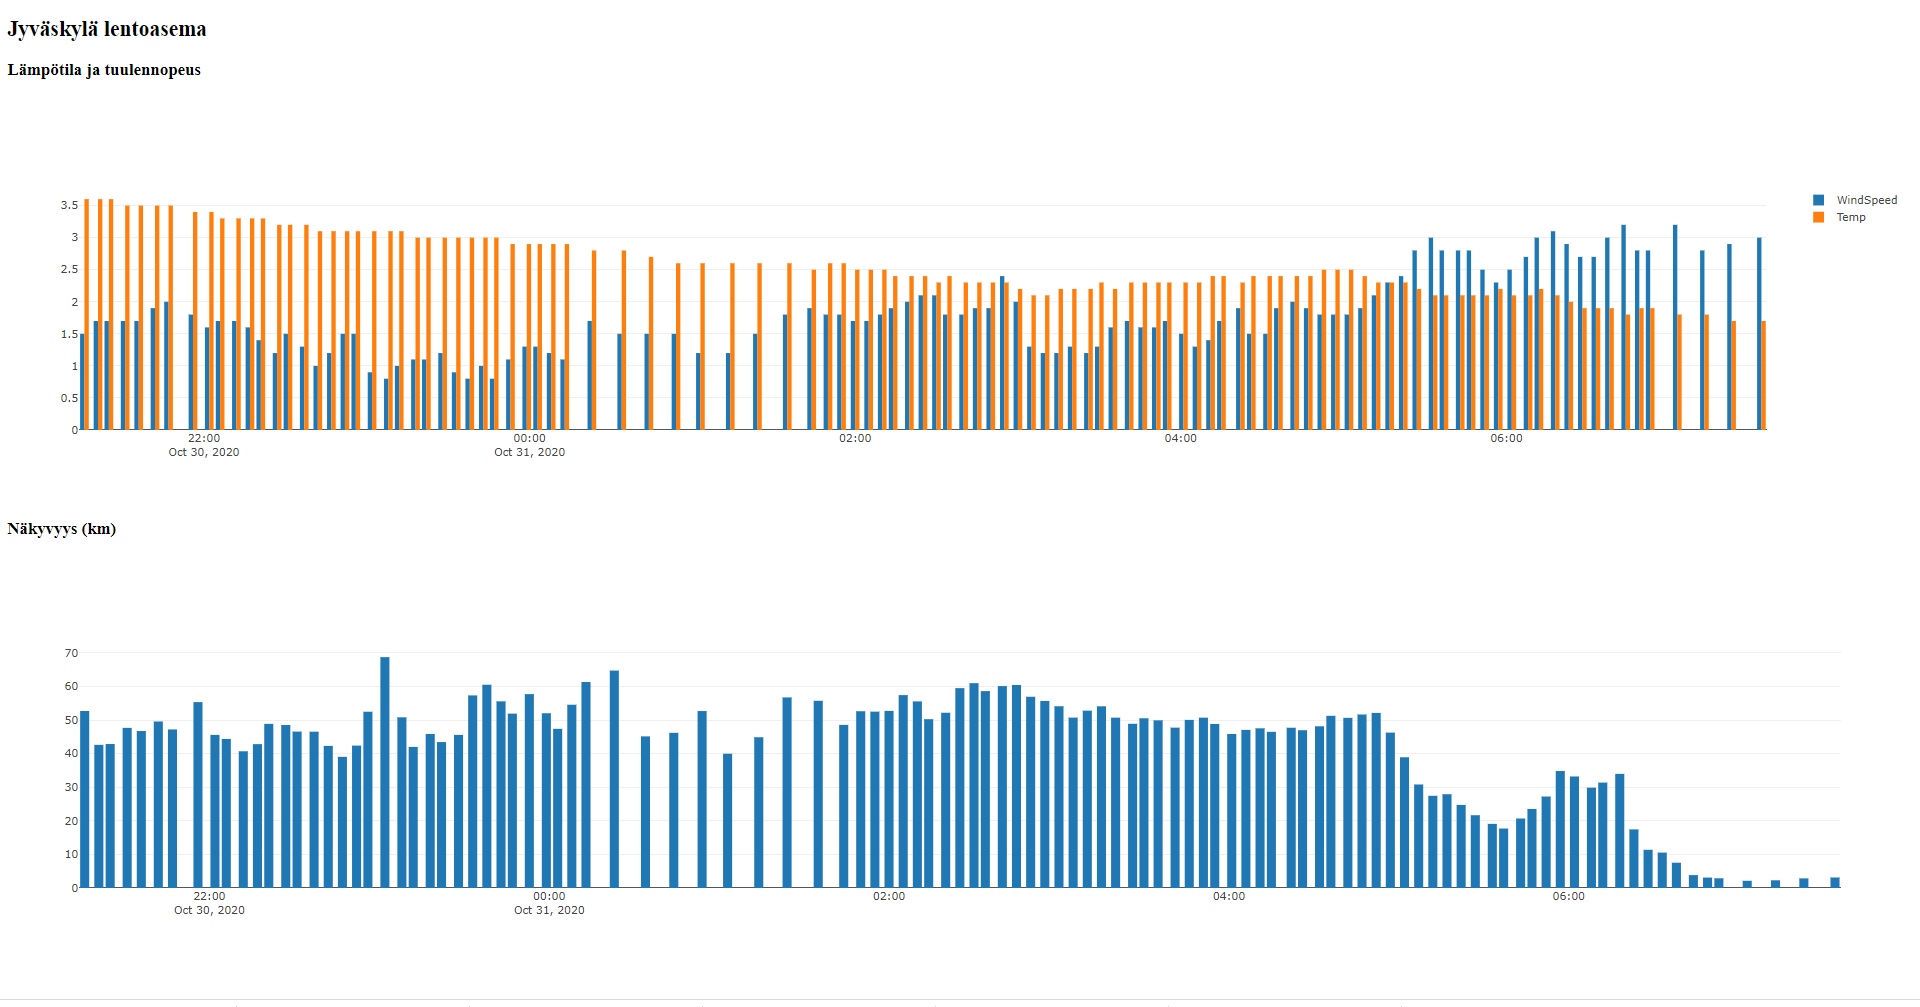 Jyväskylä lentoasema
Lämpötila ja tuulennopeus
3.5
3
2.5
2
1.5
1
0.5
0
WindSpeed
Temp
22:00
Oct 30, 2020
00:00
Oct 31, 2020
02:00
04:00
06:00
Näkyvyys (km)
70
60
50
40
30
20
10
0
22:00
Oct 30, 2020
00:00
Oct 31, 2020
02:00
04:00
06:00